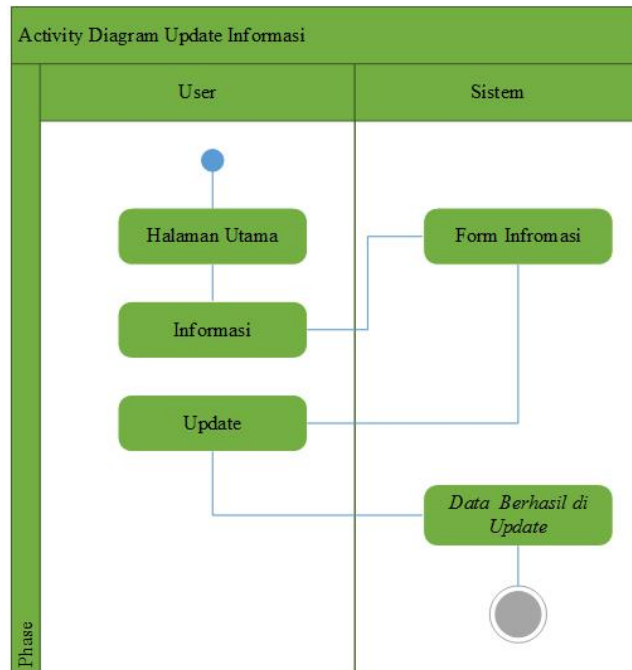 Activity Diagram Update Informasi
User
Sistem
Halaman Utama
Form Infromasi
Informasi
Update
Data Berhasil di
Update
Phase